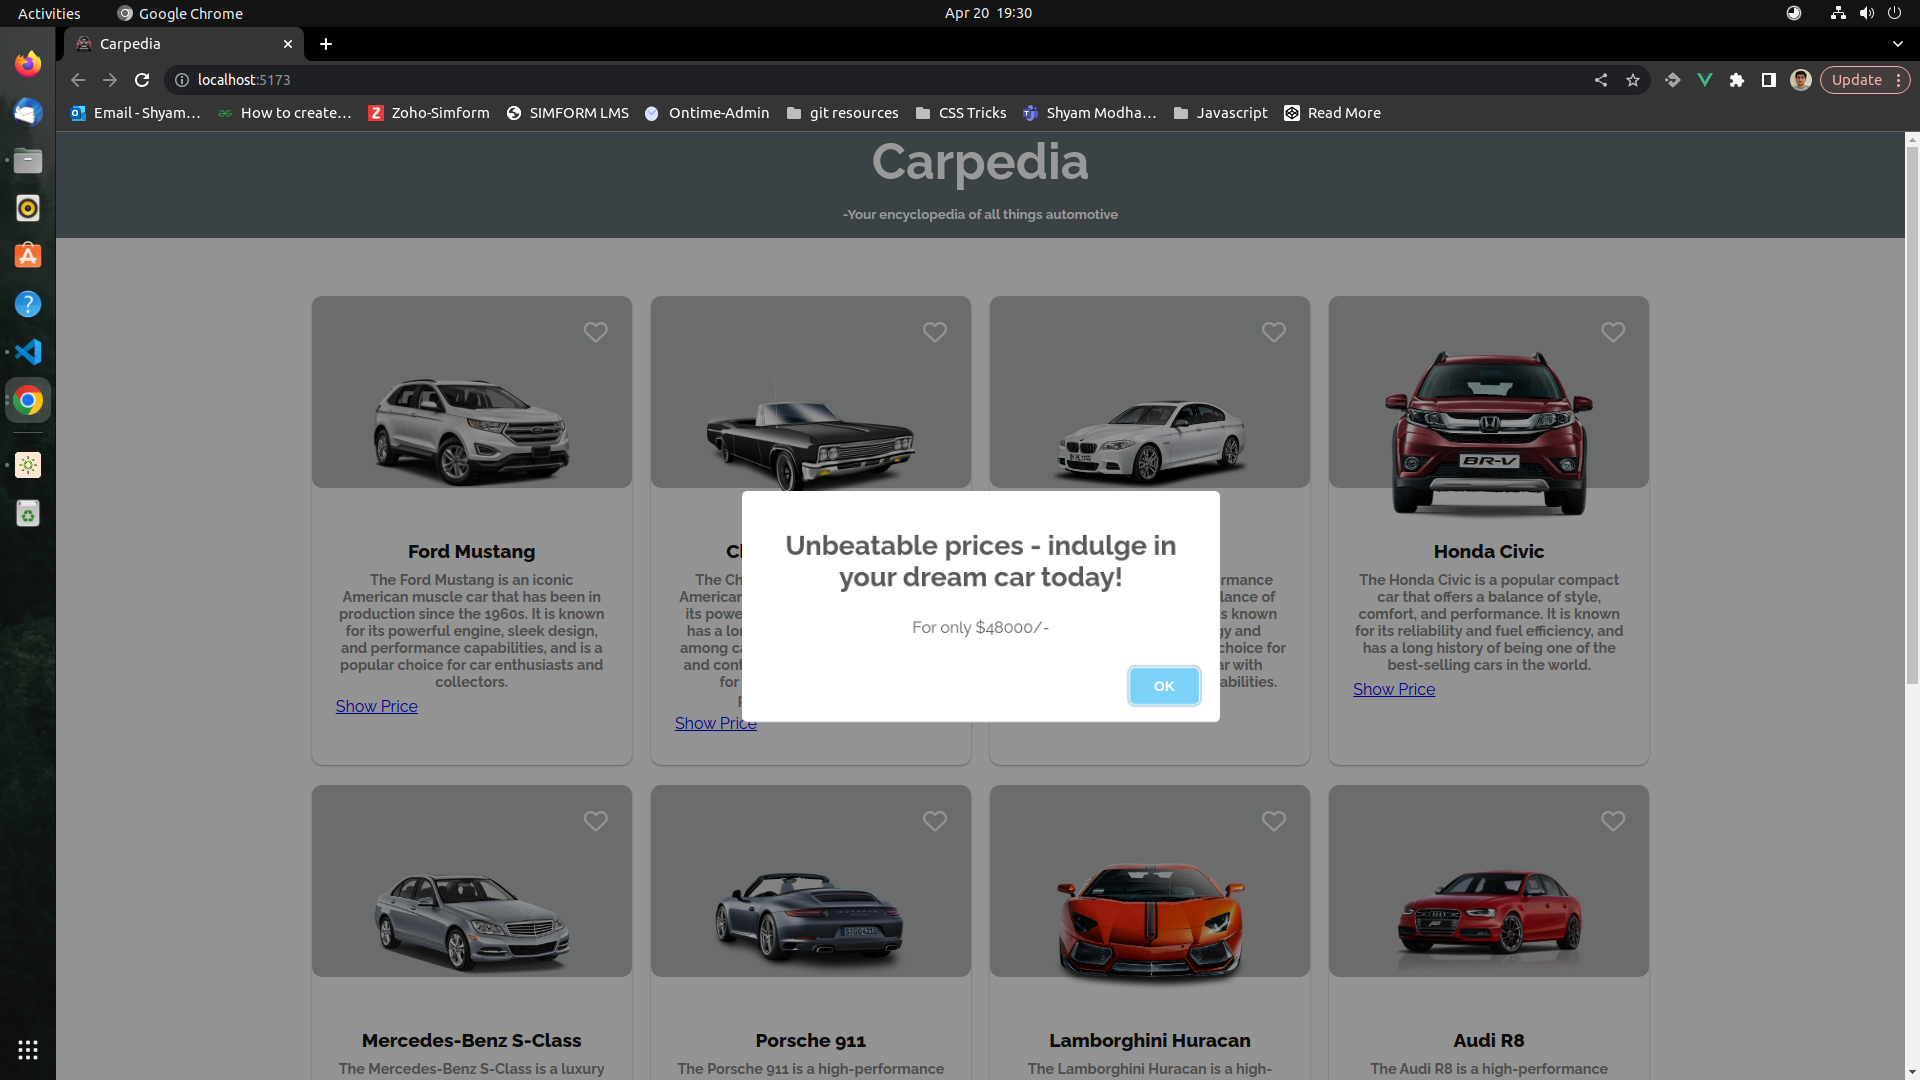 Activities
Google Chrome
Apr 20 19:30
Carpedia
localhost:5173
Update
Email - Shyam...
How to create...
Zoho-Simform
SIMFORM LMS
Ontime-Admin
git resources
CSS Tricks
Shyam Modha...
Javascript
Read More
Carpedia
-Your encyclopedia of all things automotive
BR-V
Ford Mustang
The Ford Mustang is an iconic
American muscle car that has been in
production since the 1960s. It is known
for its powerful engine, sleek design,
and performance capabilities, and is a
popular choice for car enthusiasts and
collectors.
Show Price
The Ch
American
its powe
has a lon
among ca
and cont
for
Show Price
Unbeatable prices - indulge in
your dream car today!
For only $48000/-
OK
rmance
lance of
s known
gy and
choice for
ar with
abilities.
Honda Civic
The Honda Civic is a popular compact
car that offers a balance of style,
comfort, and performance. It is known
for its reliability and fuel efficiency, and
has a long history of being one of the
best-selling cars in the world.
Show Price
Mercedes-Benz S-Class
The Mercedes-Benz S-Class is a luxury
PORSCHE
Porsche 911
The Porsche 911 is a high-performance
Lamborghini Huracan
The Lamborghini Huracan is a high-
Audi R8
The Audi R8 is a high-performance